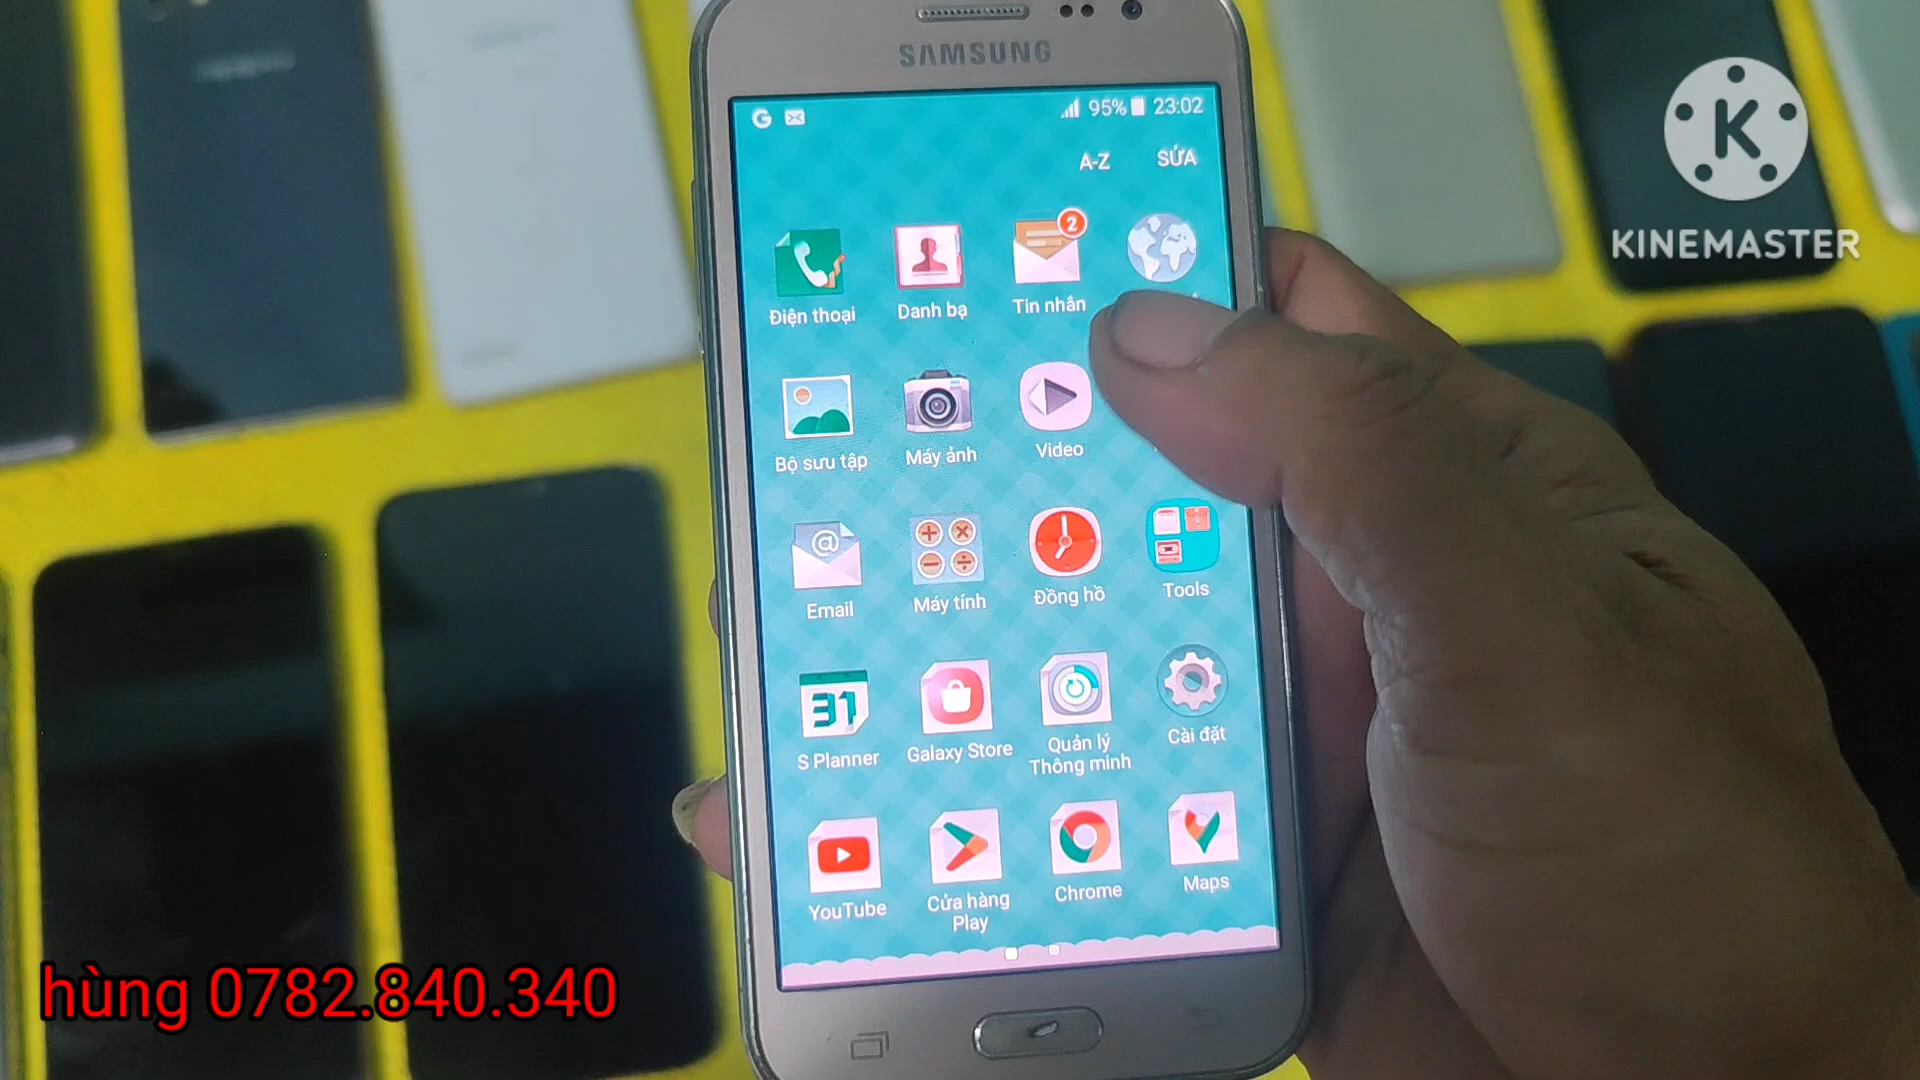 SAMSUNG
95% 23:02
A-Z SỬA
2
Điện thoại Danh bạ Tin nhắn
Bộ sưu tập Máy ảnh Video
Email Máy tính Đồng hồ Tools
31
S Planner Galaxy Store Quản lý
Thông minh Cài đặt
YouTube Cửa hàng
Play Chrome Maps
K
KINEMASTER
hùng 0782.840.340